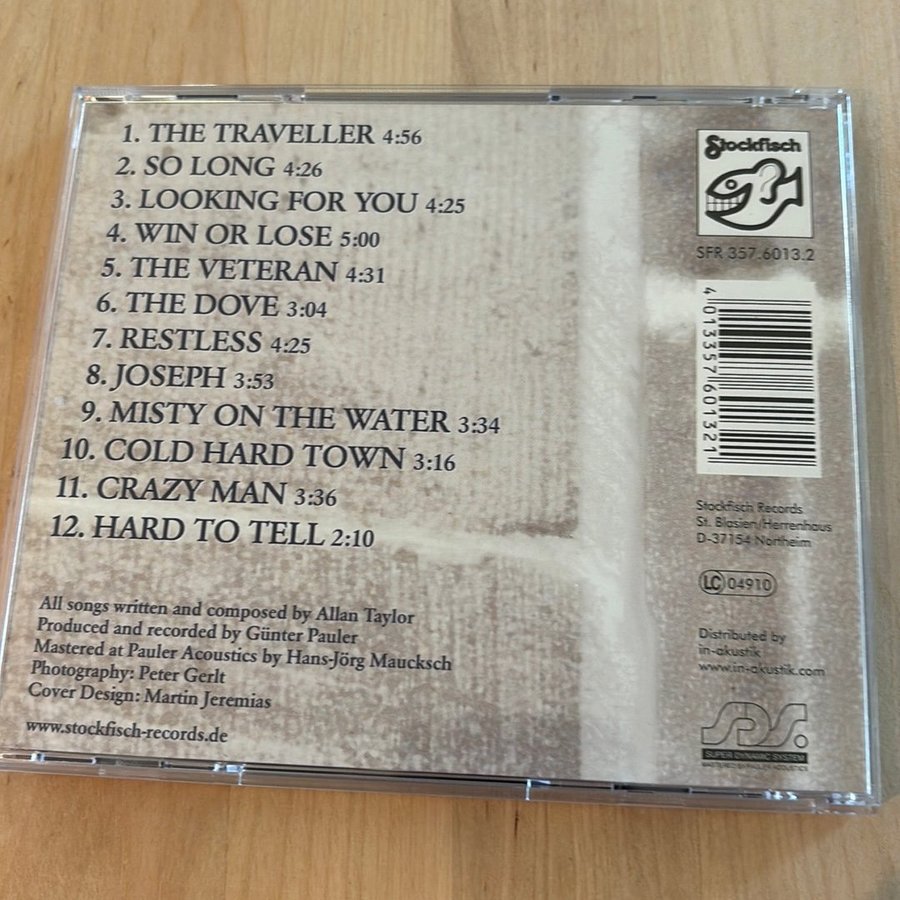 1. THE TRAVELLER 4:56
2. SO LONG 4:26
3. LOOKING FOR YOU 4:25
4. WIN OR LOSE 5:00
5. THE VETERAN 4:31
6. THE DOVE 3:04
7. RESTLESS 4:25
8. JOSEPH 3:53
9. MISTY ON THE WATER 3:34
10. COLD HARD TOWN 3:16
11. CRAZY MAN 3:36
12. HARD TO TELL 2:10
All songs written and composed by Allan Taylor
Produced and recorded by Günter Pauler
Mastered at Pauler Acoustics by Hans-Jörg Maucksch
Photography: Peter Gerlt
Cover Design: Martin Jeremias
www.stockfisch-records.de
Stockfisch
SFR 357.6013.2
4 013357 601321
Stockfisch Records
St. Blasien/Herrenhaus
D-37154 Northeim
LC 04910
Distributed by
in-akustik
www.in-akustik.com
SDS.
SUPER DYNAMIC SYSTEM
MASTERED BY PAULER ACOUSTICS